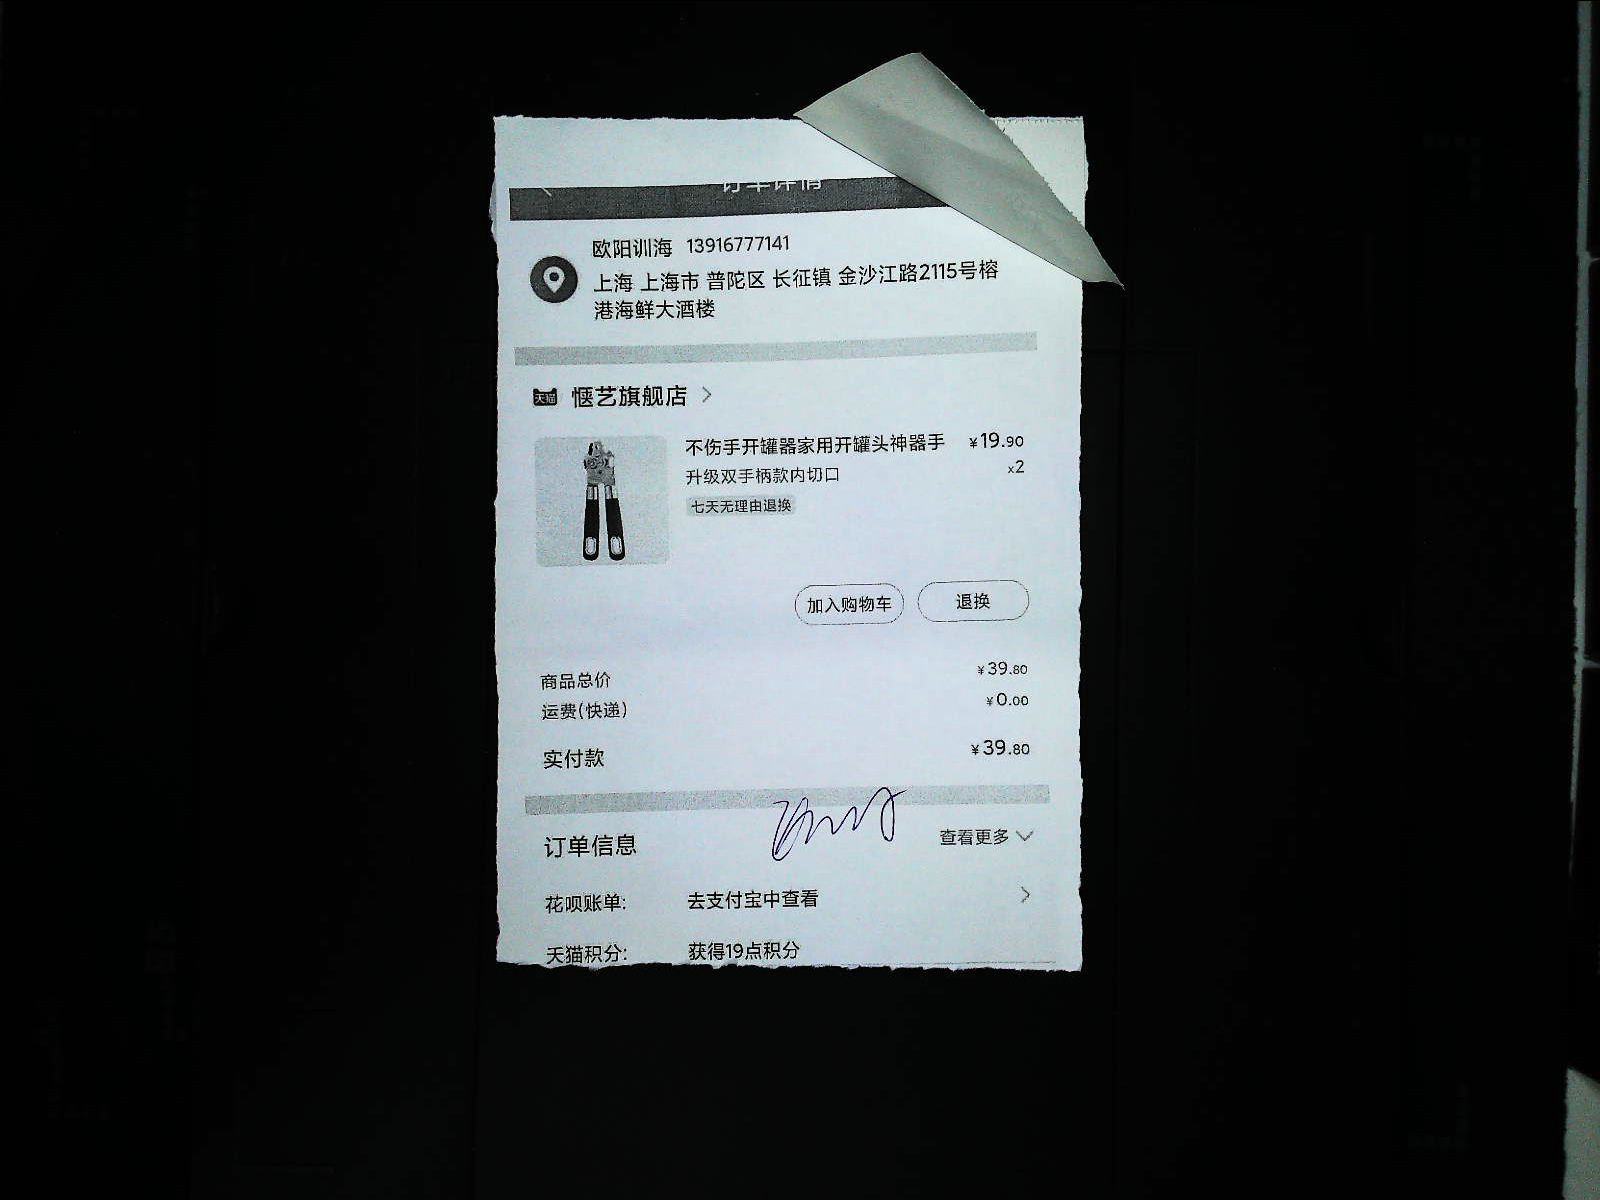 订单详情
欧阳训海 13916777141
上海 上海市 普陀区 长征镇 金沙江路2115号榕
港海鲜大酒楼
天猫 惬艺旗舰店
不伤手开罐器家用开罐头神器手 ¥19.90
升级双手柄款内切口 x2
七天无理由退换
加入购物车 退换
商品总价 ¥39.80
运费(快递) ¥0.00
实付款 ¥39.80
订单信息 查看更多
花呗账单: 去支付宝中查看
天猫积分: 获得19点积分